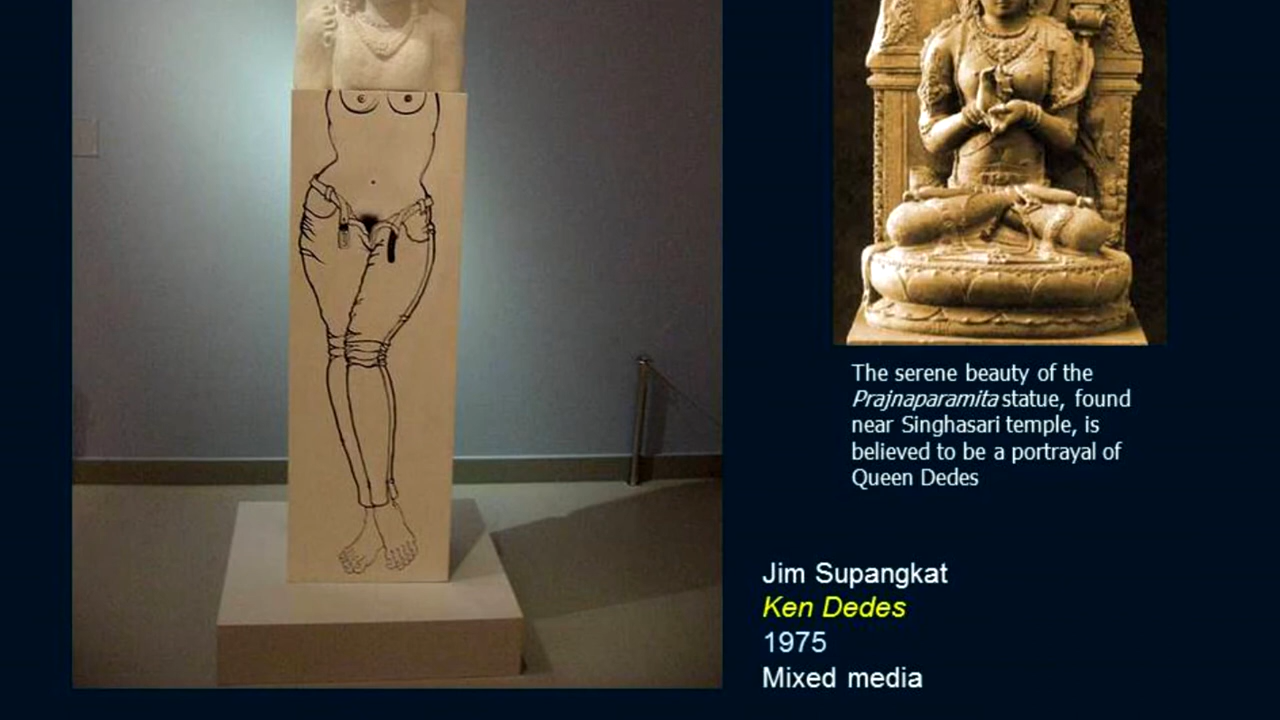 The serene beauty of the
Prajnaparamita statue, found
near Singhasari temple, is
believed to be a portrayal of
Queen Dedes
Jim Supangkat
Ken Dedes
1975
Mixed media